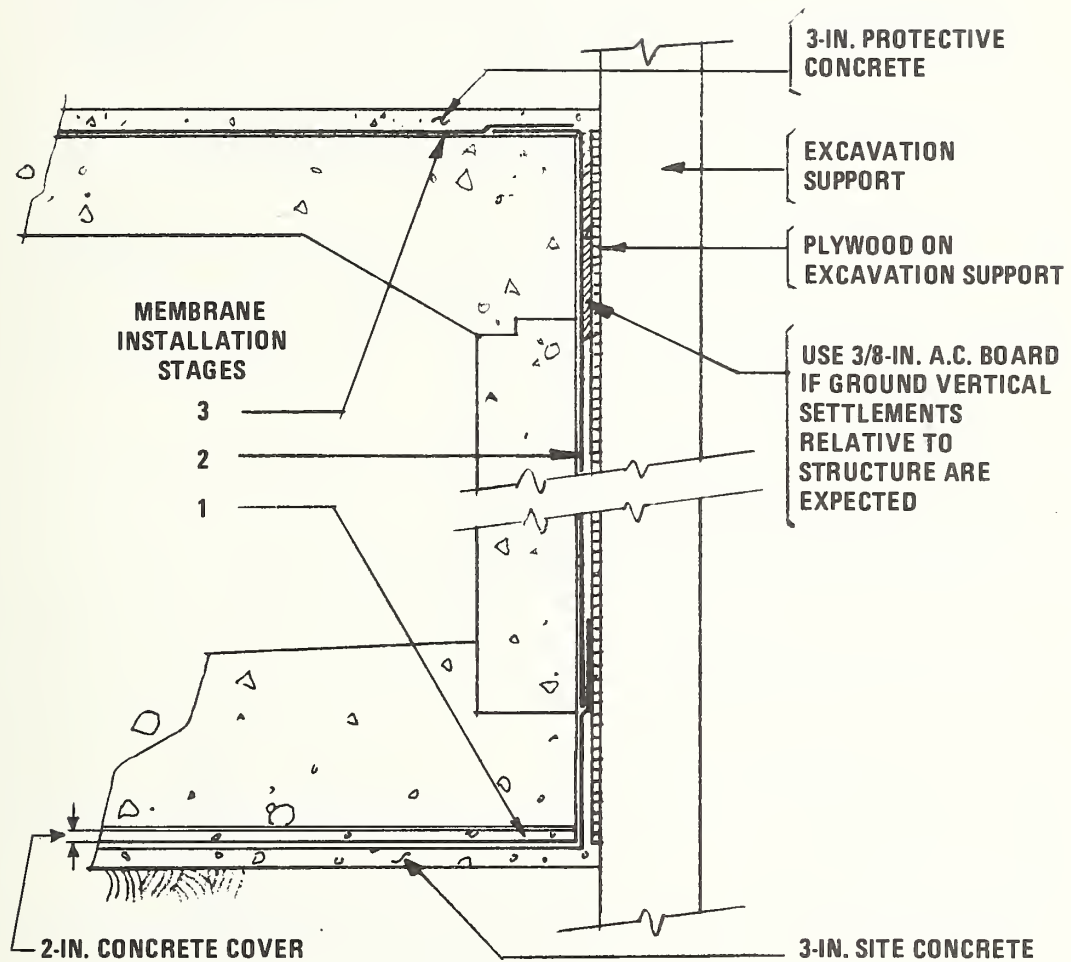 3-IN. PROTECTIVE
CONCRETE
EXCAVATION
SUPPORT
PLYWOOD ON
EXCAVATION SUPPORT
MEMBRANE
INSTALLATION
STAGES
3
2
1
USE 3/8-IN. A.C. BOARD
IF GROUND VERTICAL
SETTLEMENTS
RELATIVE TO
STRUCTURE ARE
EXPECTED
2-IN. CONCRETE COVER
3-IN. SITE CONCRETE